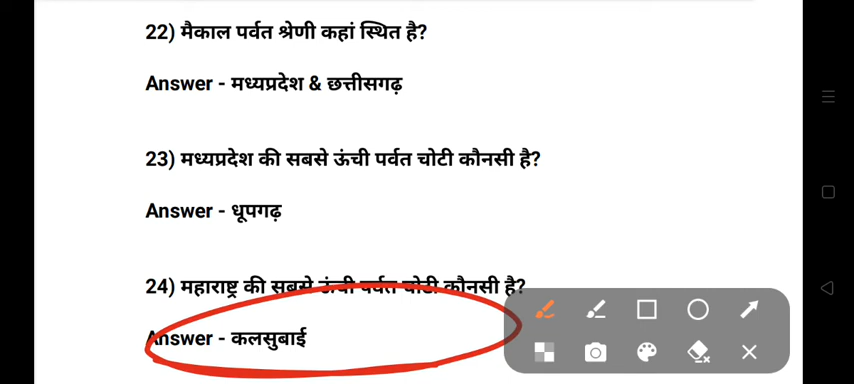 22) मैकाल पर्वत श्रेणी कहां स्थित है?
Answer - मध्यप्रदेश & छत्तीसगढ़
23) मध्यप्रदेश की सबसे ऊंची पर्वत चोटी कौनसी है?
Answer - धूपगढ़
24) महाराष्ट्र की सबसे ऊंची पर्वत चोटी कौनसी है?
Answer - कलसुबाई